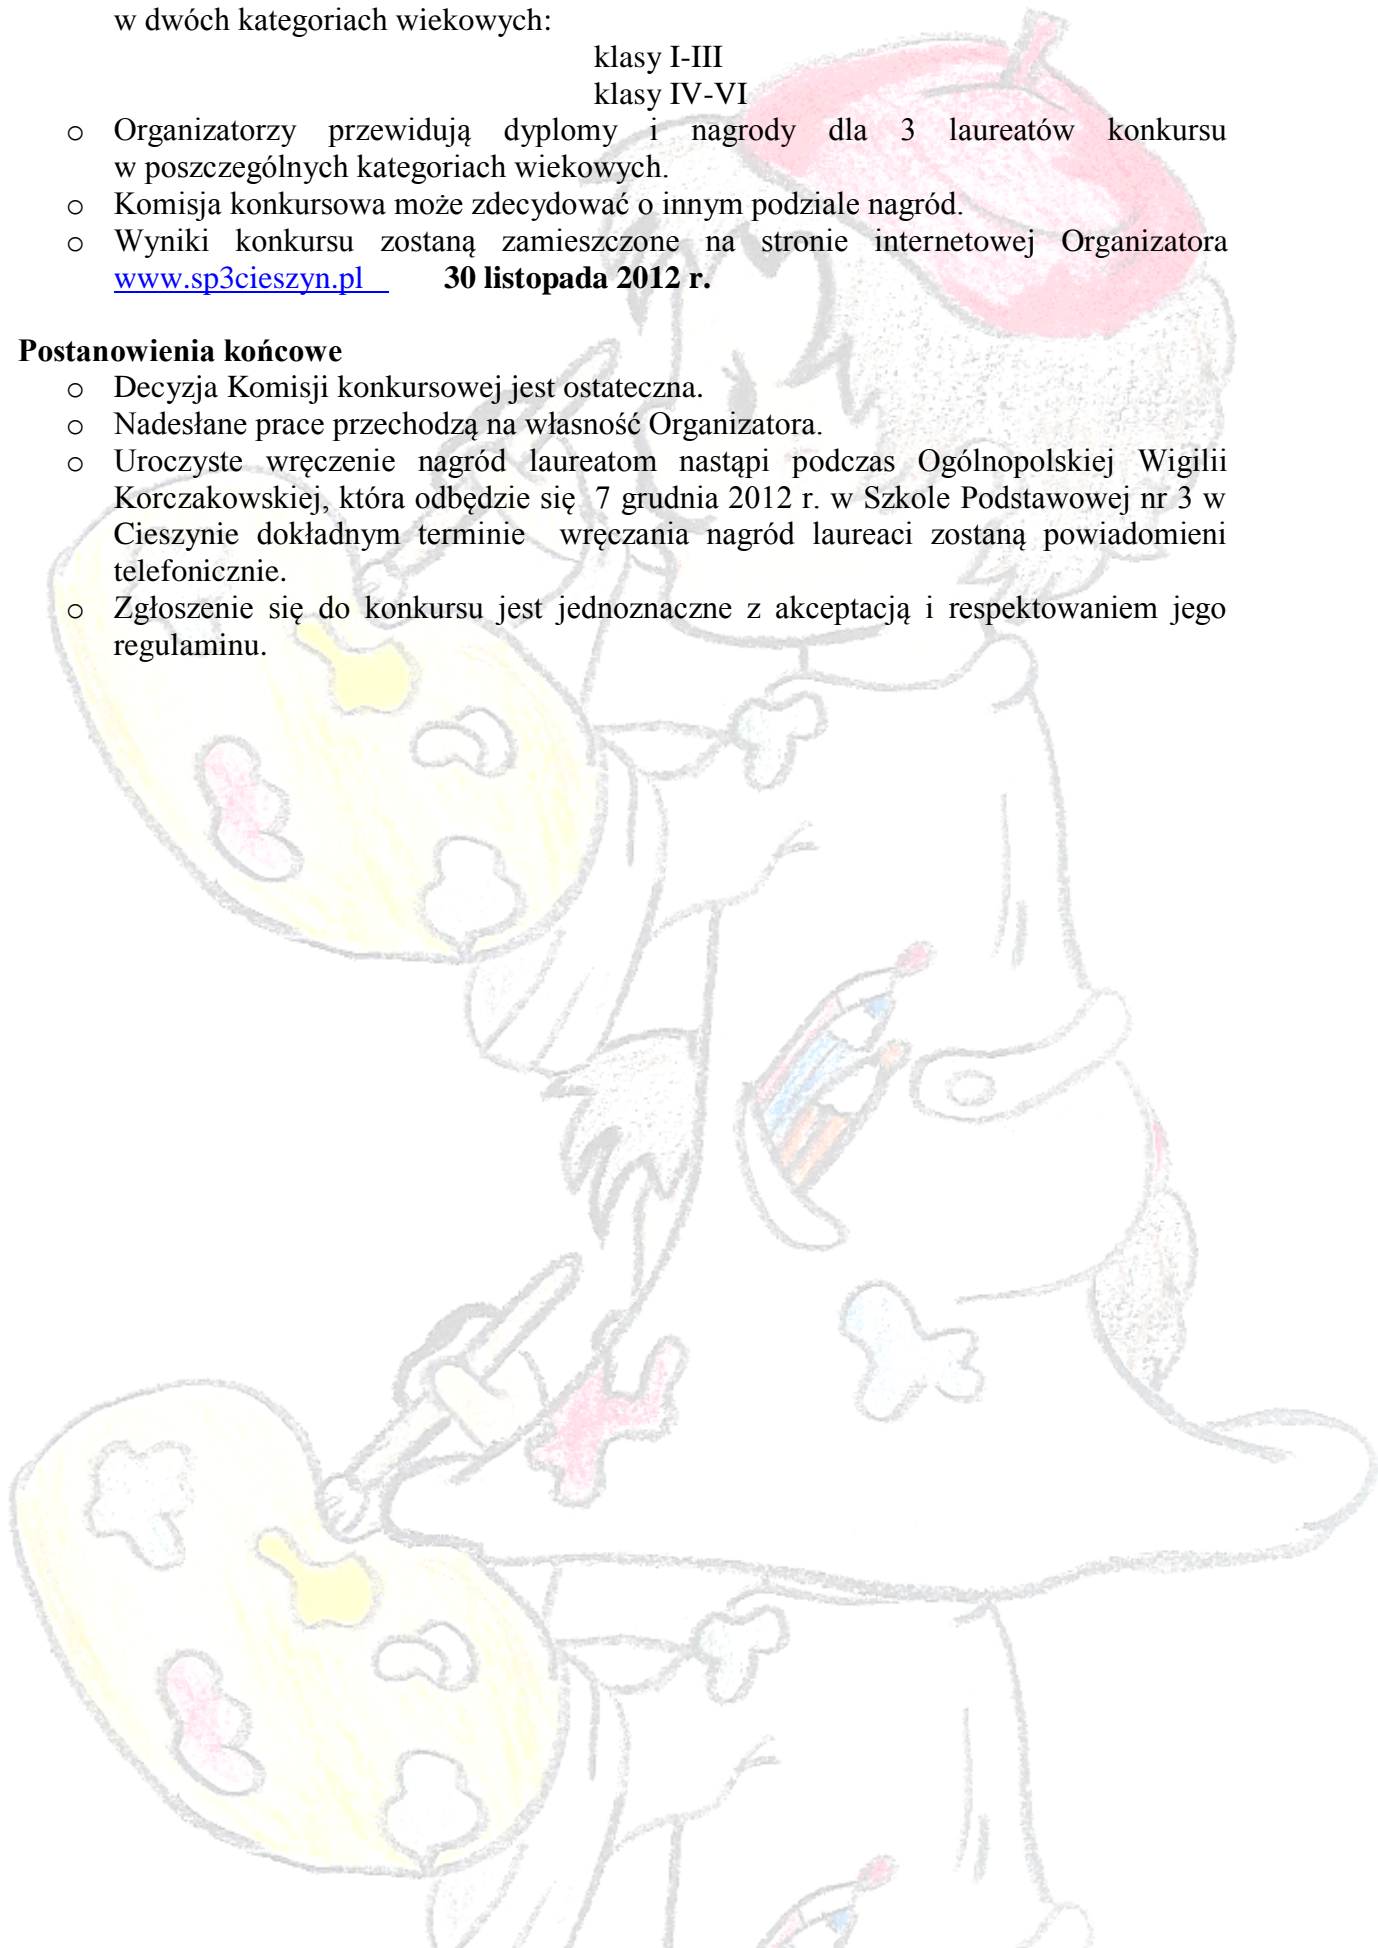 w dwóch kategoriach wiekowych:
klasy I-III
klasy IV-VI
o Organizatorzy przewidują dyplomy i nagrody dla 3 laureatów konkursu
w poszczególnych kategoriach wiekowych.
o Komisja konkursowa może zdecydować o innym podziale nagród.
o Wyniki konkursu zostaną zamieszczone na stronie internetowej Organizatora
www.sp3cieszyn.pl 30 listopada 2012 r.
Postanowienia końcowe
o Decyzja Komisji konkursowej jest ostateczna.
o Nadesłane prace przechodzą na własność Organizatora.
o Uroczyste wręczenie nagród laureatom nastąpi podczas Ogólnopolskiej Wigilii
Korczakowskiej, która odbędzie się 7 grudnia 2012 r. w Szkole Podstawowej nr 3 w
Cieszynie dokładnym terminie wręczania nagród laureaci zostaną powiadomieni
telefonicznie.
o Zgłoszenie się do konkursu jest jednoznaczne z akceptacją i respektowaniem jego
regulaminu.